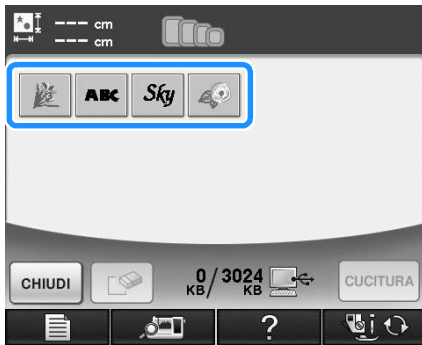 --- cm
--- cm
ABC Sky
CHIUDI 0/3024 CUCITURA
KB KB
?